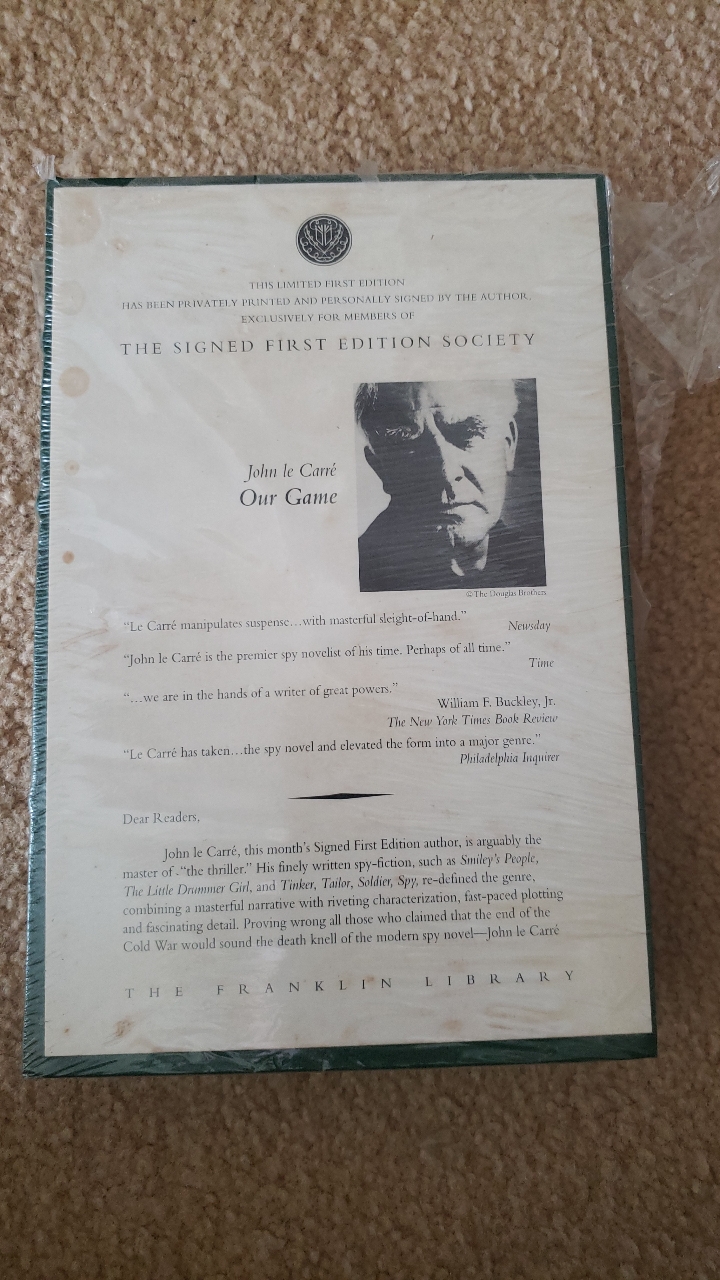 THIS LIMITED FIRST EDITION
HAS BEEN PRIVATELY PRINTED AND PERSONALLY SIGNED BY THE AUTHOR,
EXCLUSIVELY FOR MEMBERS OF
THE SIGNED FIRST EDITION SOCIETY
John le Carré
Our Game
©The Douglas Brothers
“Le Carré manipulates suspense...with masterful sleight-of-hand.”
Newsday
“John le Carré is the premier spy novelist of his time. Perhaps of all time.”
Time
“...we are in the hands of a writer of great powers.”
William F. Buckley, Jr.
The New York Times Book Review
“Le Carré has taken...the spy novel and elevated the form into a major genre.”
Philadelphia Inquirer
Dear Readers,
John le Carré, this month's Signed First Edition author, is arguably the
master of “the thriller.” His finely written spy-fiction, such as Smiley's People,
The Little Drummer Girl, and Tinker, Tailor, Soldier, Spy, re-defined the genre,
combining a masterful narrative with riveting characterization, fast-paced plotting
and fascinating detail. Proving wrong all those who claimed that the end of the
Cold War would sound the death knell of the modern spy novel—John le Carré
THE FRANKLIN LIBRARY